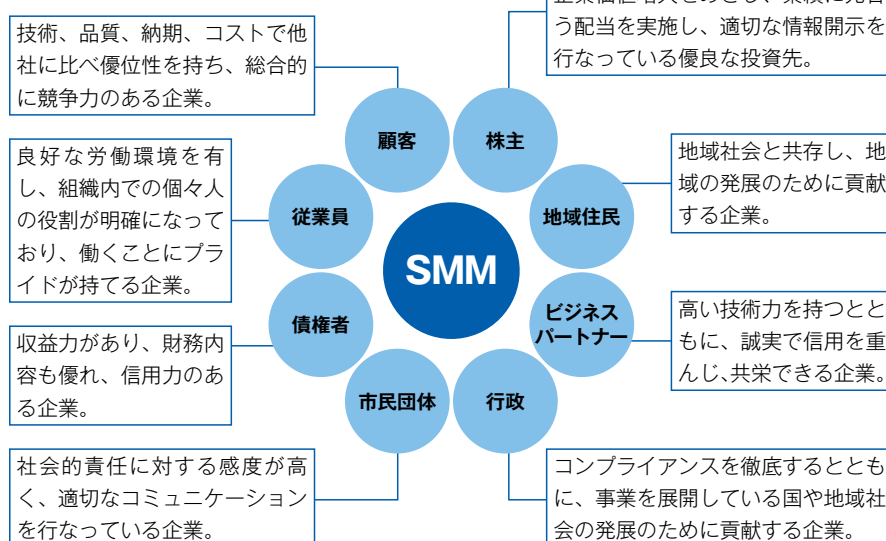 技術、品質、納期、コストで他
社に比べ優位性を持ち、総合的
に競争力のある企業。
う配当を実施し、適切な情報開示を
行なっている優良な投資先。
顧客
株主
良好な労働環境を有
し、組織内での個々人
の役割が明確になって
おり、働くことにプラ
イドが持てる企業。
従業員
地域住民
地域社会と共存し、地
域の発展のために貢献
する企業。
SMM
収益力があり、財務内
容も優れ、信用力のあ
る企業。
債権者
ビジネス
パートナー
高い技術力を持つとと
もに、誠実で信用を重
んじ、共栄できる企業。
市民団体
行政
社会的責任に対する感度が高
く、適切なコミュニケーション
を行なっている企業。
コンプライアンスを徹底するととも
に、事業を展開している国や地域社
会の発展のために貢献する企業。